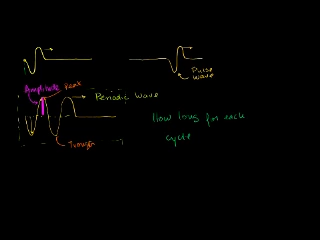 Pulse
wave
Amplitude
Peak
Periodic Wave
How long for each
cycle
Trough